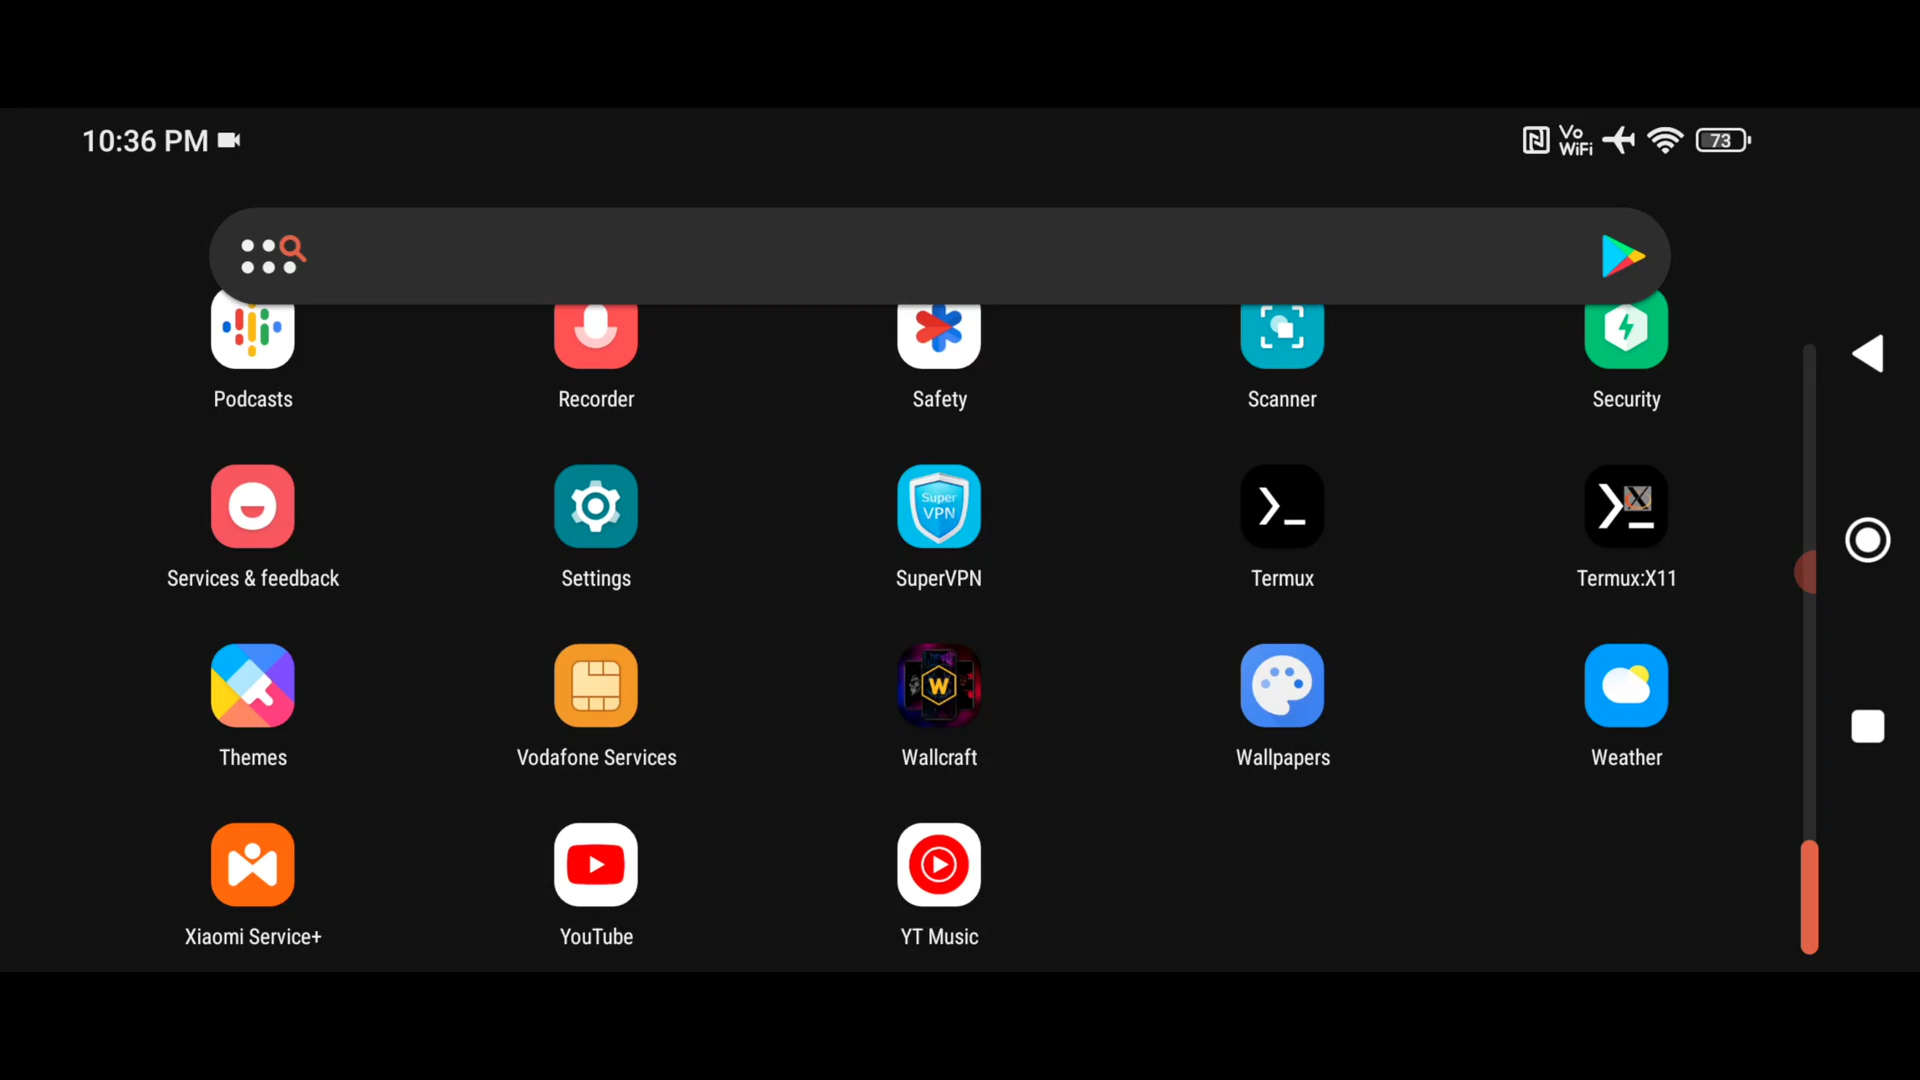 10:36 PM
Vo WiFi
73
Podcasts Recorder Safety Scanner Security
Super VPN
Services & feedback Settings SuperVPN Termux Termux:X11
W
Themes Vodafone Services Wallcraft Wallpapers Weather
Xiaomi Service+ YouTube YT Music